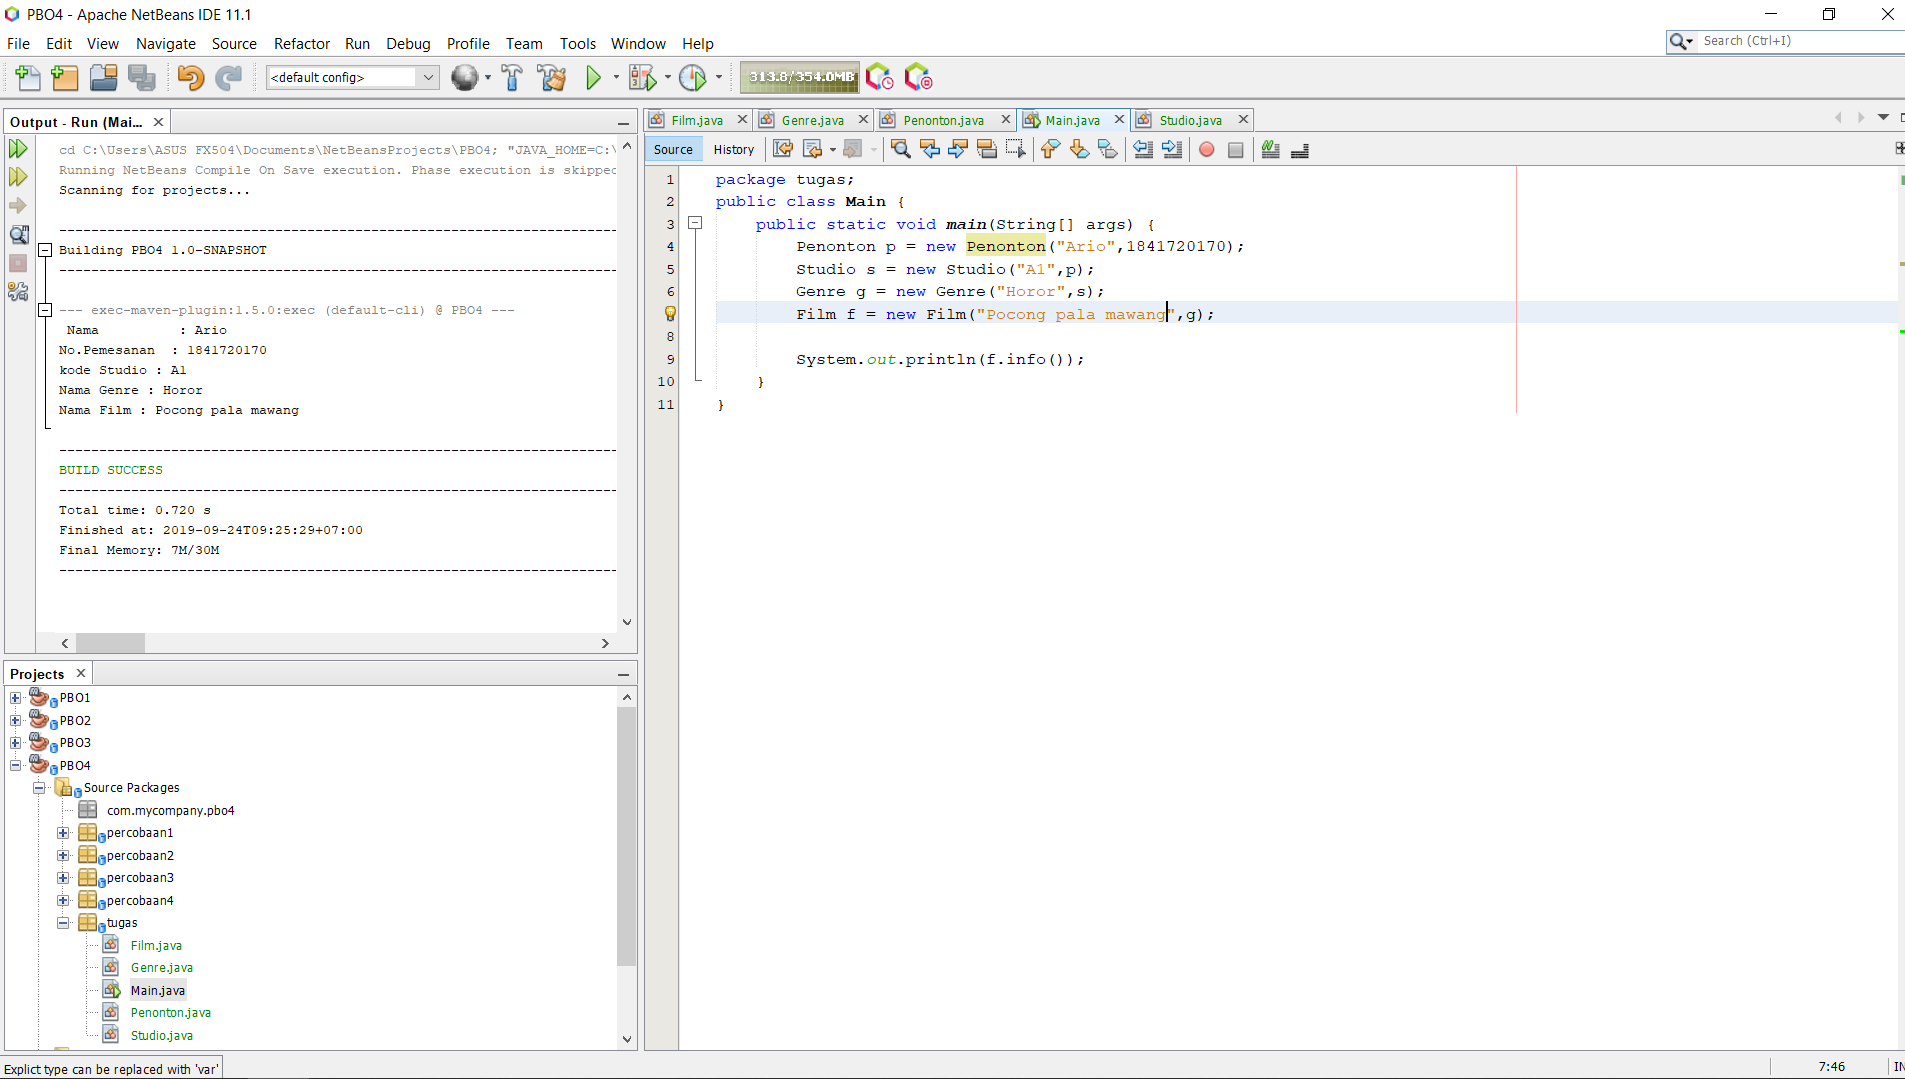 PBO4 - Apache NetBeans IDE 11.1
File Edit View Navigate Source Refactor Run Debug Profile Team Tools Window Help
Search (Ctrl+I)
<default config>
313.8/354.0MB
Output - Run (Mai...
cd C:\Users\ASUS FX504\Documents\NetBeansProjects\PBO4; "JAVA_HOME=C:\
Running NetBeans Compile On Save execution. Phase execution is skipped
Scanning for projects...
------------------------------------------------------------------------
Building PBO4 1.0-SNAPSHOT
------------------------------------------------------------------------
--- exec-maven-plugin:1.5.0:exec (default-cli) @ PBO4 ---
Nama          : Ario
No.Pemesanan  : 1841720170
kode Studio : A1
Nama Genre : Horor
Nama Film : Pocong pala mawang
------------------------------------------------------------------------
BUILD SUCCESS
------------------------------------------------------------------------
Total time: 0.720 s
Finished at: 2019-09-24T09:25:29+07:00
Final Memory: 7M/30M
------------------------------------------------------------------------
Projects
PBO1
PBO2
PBO3
PBO4
Source Packages
com.mycompany.pbo4
percobaan1
percobaan2
percobaan3
percobaan4
tugas
Film.java
Genre.java
Main.java
Penonton.java
Studio.java
Film.java Genre.java Penonton.java Main.java Studio.java
Source History
1 package tugas;
2 public class Main {
3     public static void main(String[] args) {
4         Penonton p = new Penonton("Ario",1841720170);
5         Studio s = new Studio("A1",p);
6         Genre g = new Genre("Horor",s);
Film f = new Film("Pocong pala mawang",g);
8
9         System.out.println(f.info());
10     }
11 }
Explict type can be replaced with 'var'
7:46
IN